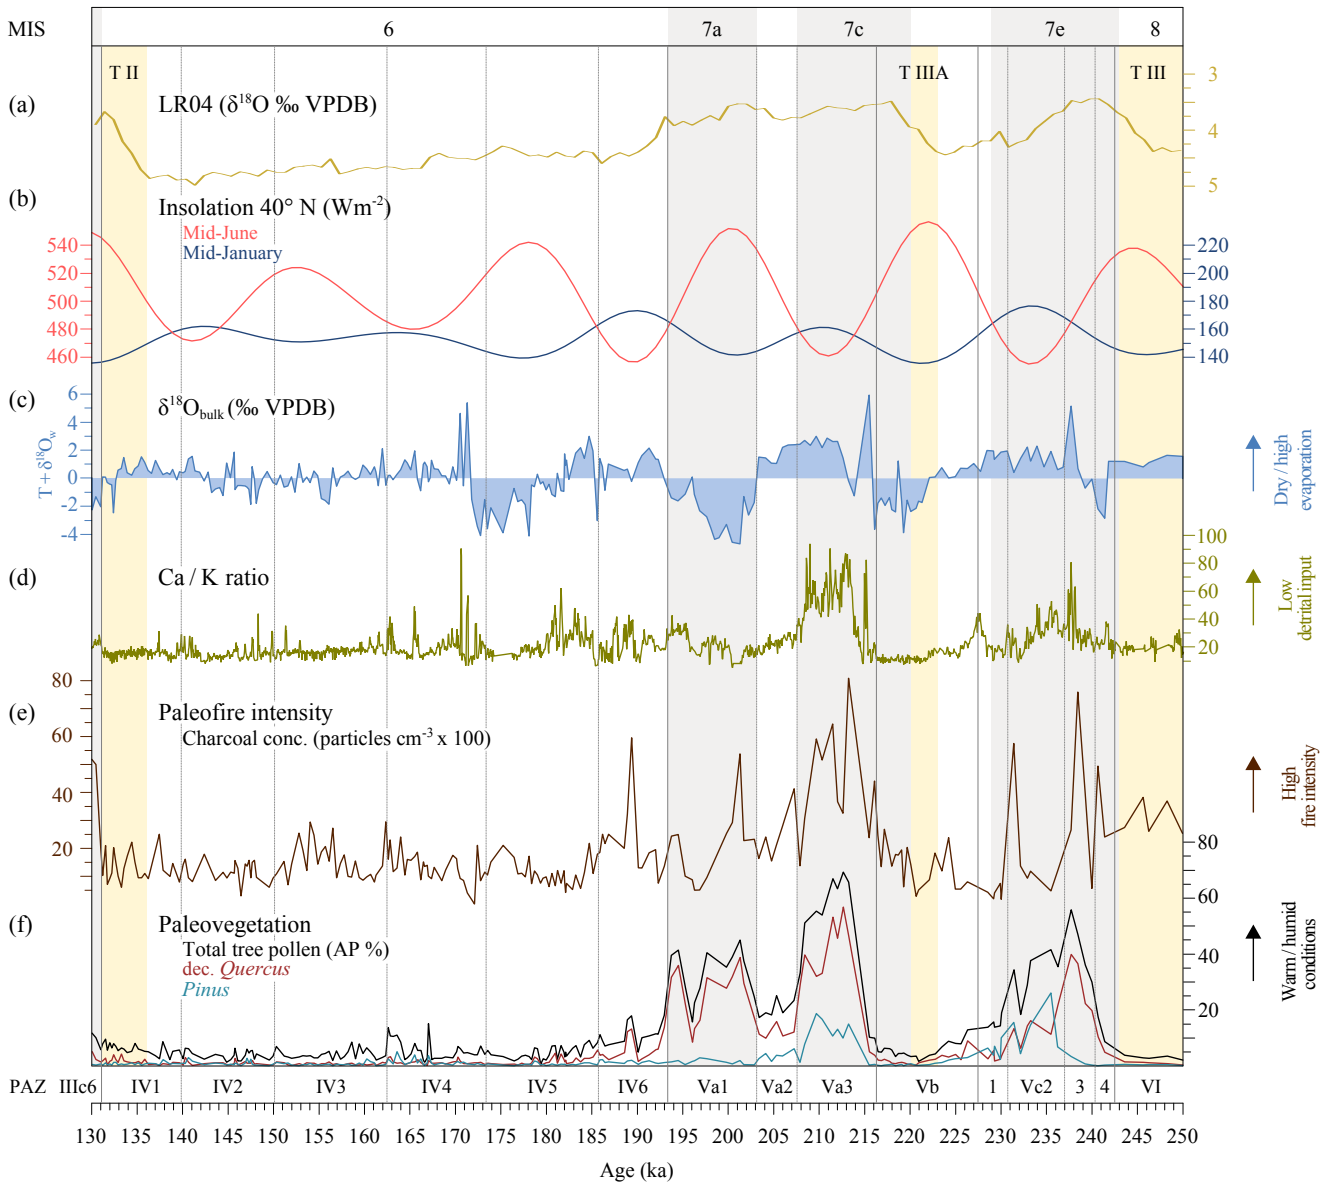 MIS 6 7a 7c 7e 8
T II T IIIA T III
(a) LR04 (δ¹⁸O ‰ VPDB)
3
4
5
(b) Insolation 40° N (Wm⁻²)
Mid-June
Mid-January
540
520
500
480
460
220
200
180
160
140
(c) δ¹⁸O_bulk (‰ VPDB)
T + δ¹⁸O_w
6
4
2
0
-2
-4
Dry / high
evaporation
(d) Ca / K ratio
100
80
60
40
20
Low
detrital input
(e) Paleofire intensity
Charcoal conc. (particles cm⁻³ x 100)
80
60
40
20
High
fire intensity
(f) Paleovegetation
Total tree pollen (AP %)
dec. Quercus
Pinus
80
60
40
20
Warm / humid
conditions
PAZ IIIc6 IV1 IV2 IV3 IV4 IV5 IV6 Va1 Va2 Va3 Vb 1 Vc2 3 4 VI
130 135 140 145 150 155 160 165 170 175 180 185 190 195 200 205 210 215 220 225 230 235 240 245 250
Age (ka)